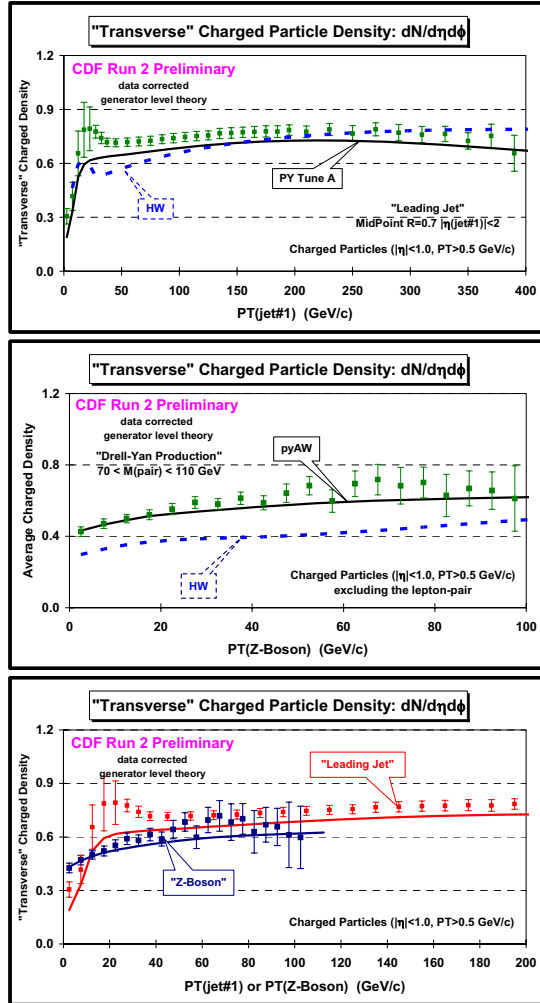 "Transverse" Charged Particle Density: dN/dηdϕ
CDF Run 2 Preliminary
data corrected
generator level theory
PY Tune A
HW
"Leading Jet"
MidPoint R=0.7 |η(jet#1)|<2
Charged Particles (|η|<1.0, PT>0.5 GeV/c)
1.2
0.9
0.6
0.3
0.0
"Transverse" Charged Density
0 50 100 150 200 250 300 350 400
PT(jet#1) (GeV/c)
"Transverse" Charged Particle Density: dN/dηdϕ
CDF Run 2 Preliminary
data corrected
generator level theory
"Drell-Yan Production"
70 < M(pair) < 110 GeV
pyAW
HW
Charged Particles (|η|<1.0, PT>0.5 GeV/c)
excluding the lepton-pair
1.2
0.8
0.4
0.0
Average Charged Density
0 20 40 60 80 100
PT(Z-Boson) (GeV/c)
"Transverse" Charged Particle Density: dN/dηdϕ
CDF Run 2 Preliminary
data corrected
generator level theory
"Leading Jet"
"Z-Boson"
Charged Particles (|η|<1.0, PT>0.5 GeV/c)
1.2
0.9
0.6
0.3
0.0
"Transverse" Charged Density
0 20 40 60 80 100 120 140 160 180 200
PT(jet#1) or PT(Z-Boson) (GeV/c)